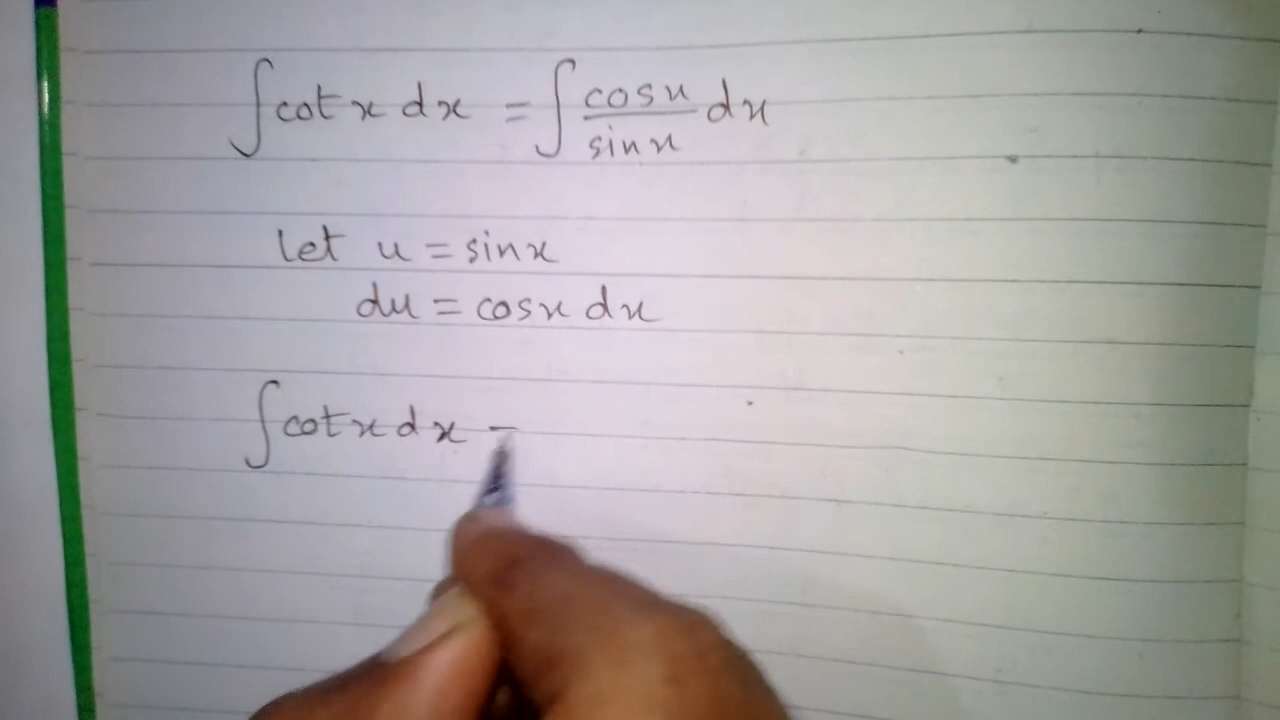 ∫cot x dx = ∫ cos x / sin x dx
Let u = sin x
du = cos x dx
∫cot x dx -